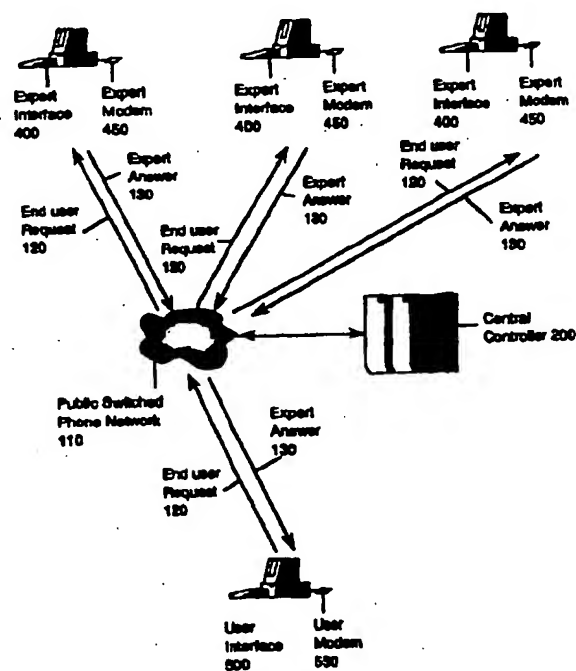 Expert
Interface
400
Expert
Modem
450
Expert
Interface
400
Expert
Modem
450
Expert
Interface
400
Expert
Modem
450
Expert
Answer
130
End user
Request
120
Expert
Answer
130
End user
Request
120
End user
Request
120
Expert
Answer
130
Central
Controller 200
Public Switched
Phone Network
110
Expert
Answer
130
End user
Request
120
User
Interface
User
Modem